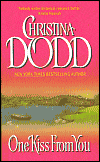 CHRISTINA
DODD
NEW YORK TIMES BESTSELLING AUTHOR
One Kiss From You